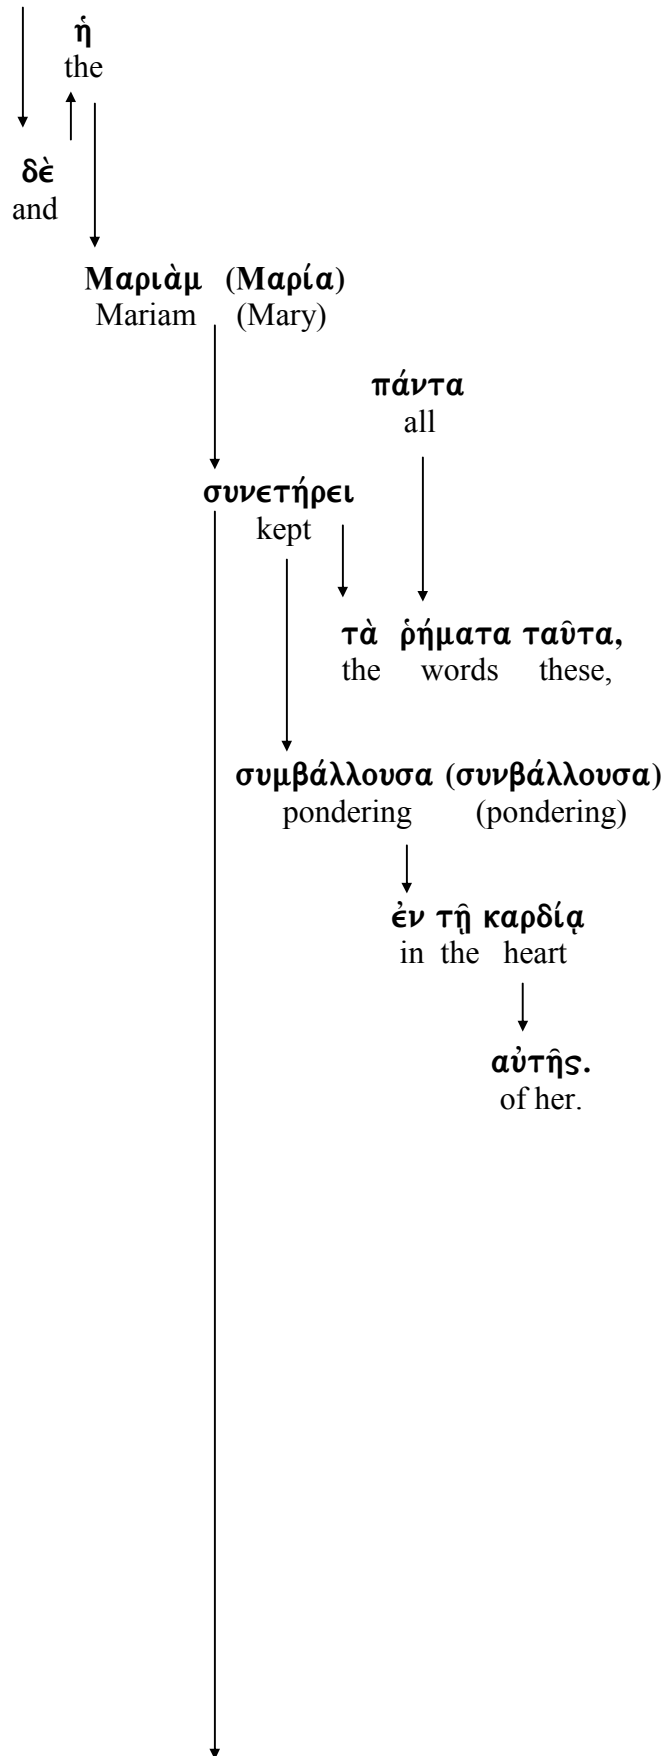 ἡ
the
δὲ
and
Μαριὰμ (Μαρία)
Mariam (Mary)
πάντα
all
συνετήρει
kept
τὰ ῥήματα ταῦτα,
the words these,
συμβάλλουσα (συνβάλλουσα)
pondering (pondering)
ἐν τῇ καρδίᾳ
in the heart
αὐτῆς.
of her.